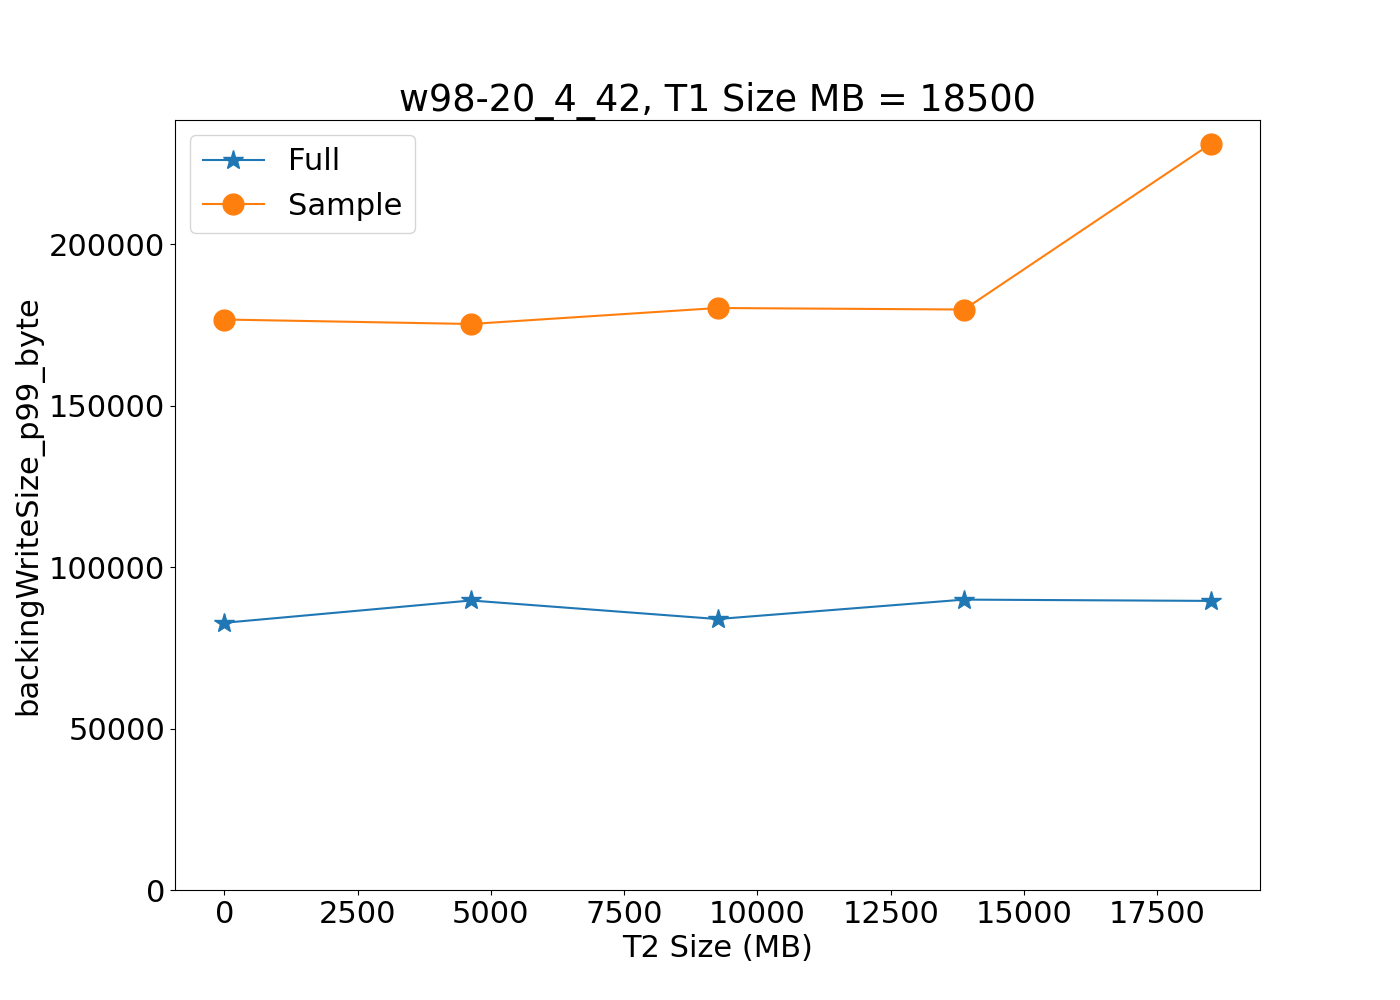 w98-20_4_42, T1 Size MB = 18500
Full
Sample
backingWriteSize_p99_byte
200000
150000
100000
50000
0
0 2500 5000 7500 10000 12500 15000 17500
T2 Size (MB)